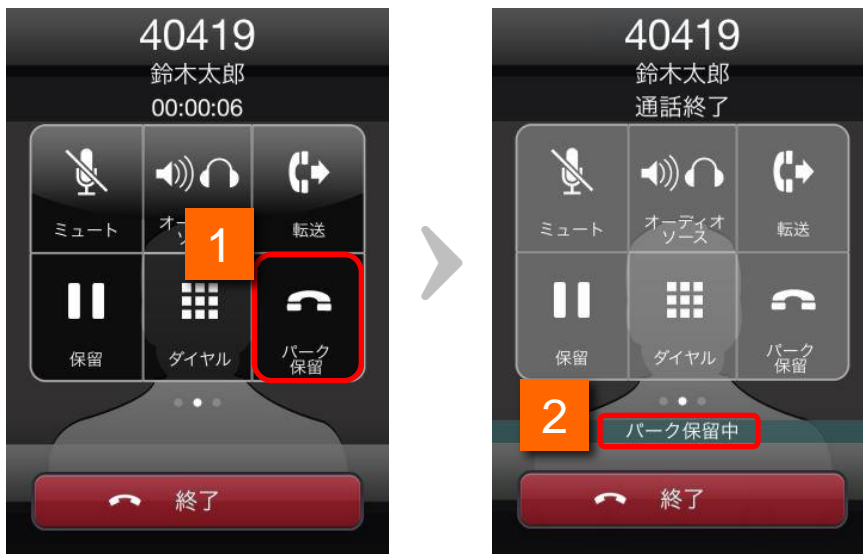 40419
鈴木太郎
00:00:06
ミュート
オー
ソ
転送
1
保留
ダイヤル
パーク
保留
終了
40419
鈴木太郎
通話終了
ミュート
オーディオ
ソース
転送
保留
ダイヤル
パーク
保留
2
パーク保留中
終了